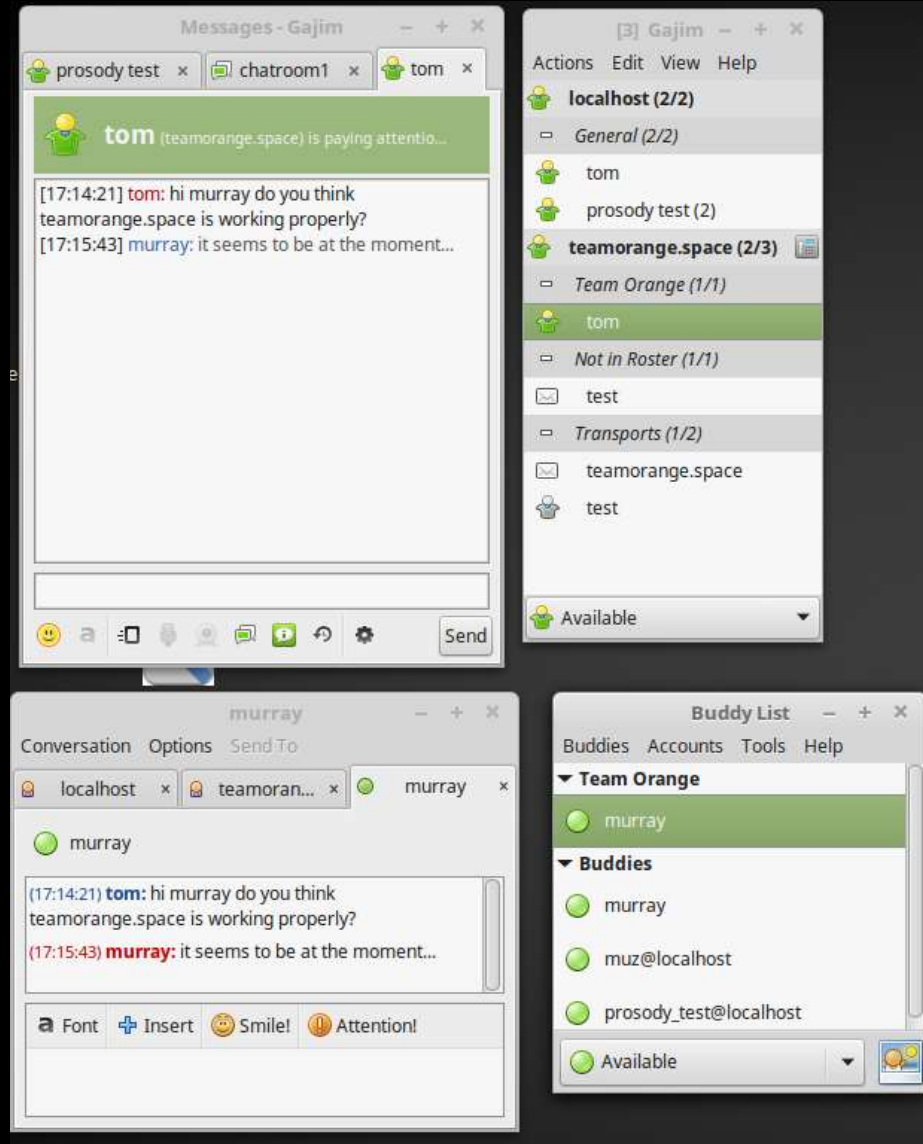 Messages - Gajim
prosody test
chatroom1
tom
tom (teamorange.space) is paying attentio...
[17:14:21] tom: hi murray do you think
teamorange.space is working properly?
[17:15:43] murray: it seems to be at the moment...
a
Send
[3] Gajim
Actions Edit View Help
localhost (2/2)
General (2/2)
tom
prosody test (2)
teamorange.space (2/3)
Team Orange (1/1)
tom
Not in Roster (1/1)
test
Transports (1/2)
teamorange.space
test
Available
e
murray
Conversation Options Send To
localhost
teamoran...
murray
murray
(17:14:21) tom: hi murray do you think
teamorange.space is working properly?
(17:15:43) murray: it seems to be at the moment...
a Font Insert Smile! Attention!
Buddy List
Buddies Accounts Tools Help
Team Orange
murray
Buddies
murray
muz@localhost
prosody_test@localhost
Available